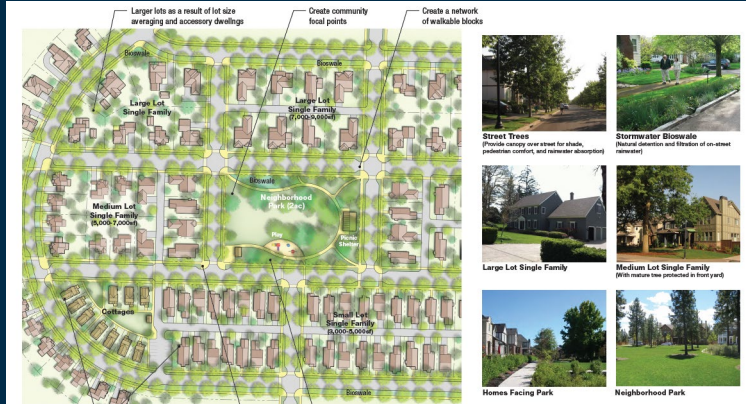 Larger lots as a result of lot size
averaging and accessory dwellings
Create community
focal points
Create a network
of walkable blocks
Bioswale
Bioswale
Large Lot
Single Family
Large Lot
Single Family
(7,000-9,000sf)
Bioswale
Neighborhood
Park (2ac)
Medium Lot
Single Family
(5,000-7,000sf)
Play
Picnic
Shelter
Cottages
Small Lot
Single Family
(3,000-5,000sf)
Bioswale
Street Trees
(Provide canopy over street for shade,
pedestrian comfort, and rainwater absorption)
Stormwater Bioswale
(Natural detention and filtration of on-street
rainwater)
Large Lot Single Family
Medium Lot Single Family
(With mature tree protected in front yard)
Homes Facing Park
Neighborhood Park